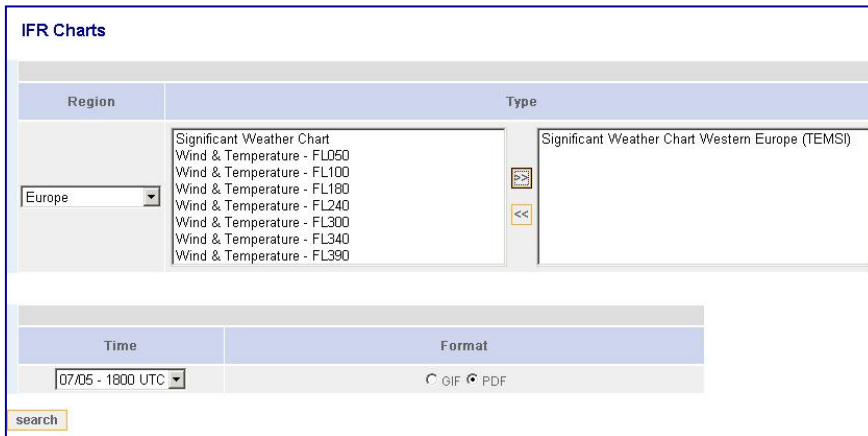 IFR Charts
Region Type
Significant Weather Chart
Wind & Temperature - FL050
Wind & Temperature - FL100
Wind & Temperature - FL180
Wind & Temperature - FL240
Wind & Temperature - FL300
Wind & Temperature - FL340
Wind & Temperature - FL390
Europe
>>
<<
Significant Weather Chart Western Europe (TEMSI)
Time Format
07/05 - 1800 UTC GIF PDF
search